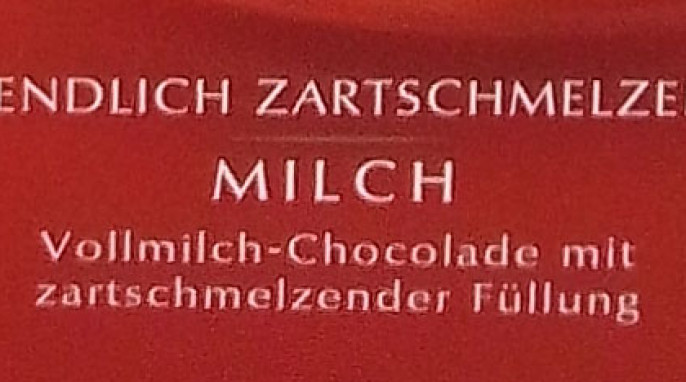 ENDLICH ZARTSCHMELZE
MILCH
Vollmilch-Chocolade mit
zartschmelzender Füllung